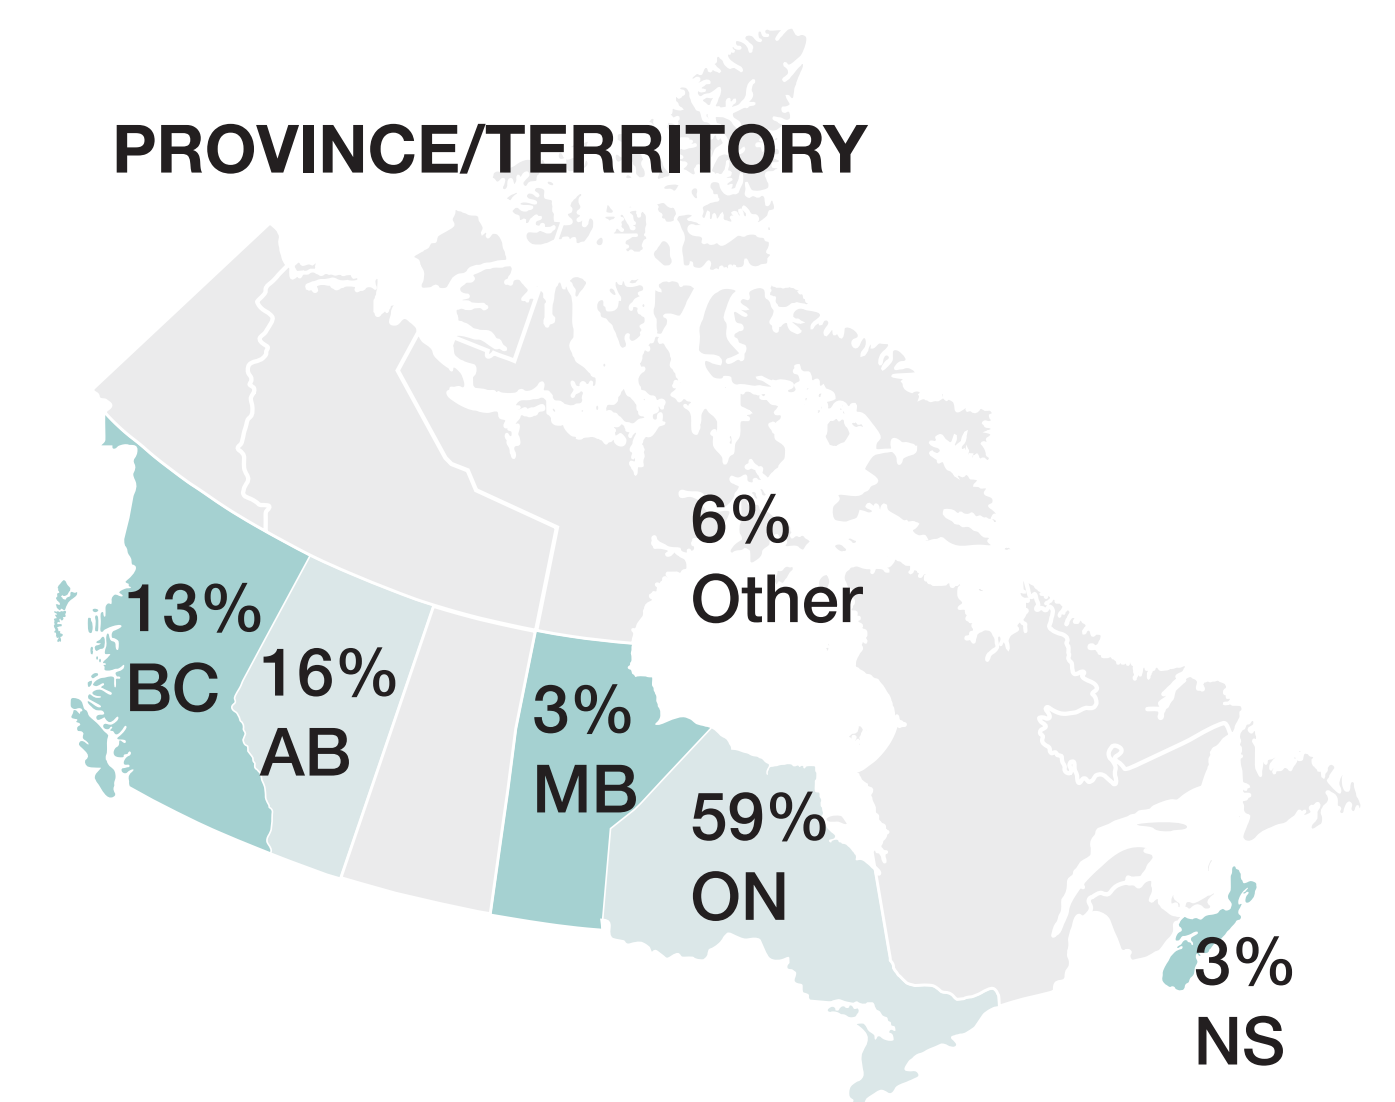 PROVINCE/TERRITORY
6%
Other
13%
BC
16%
AB
3%
MB
59%
ON
3%
NS